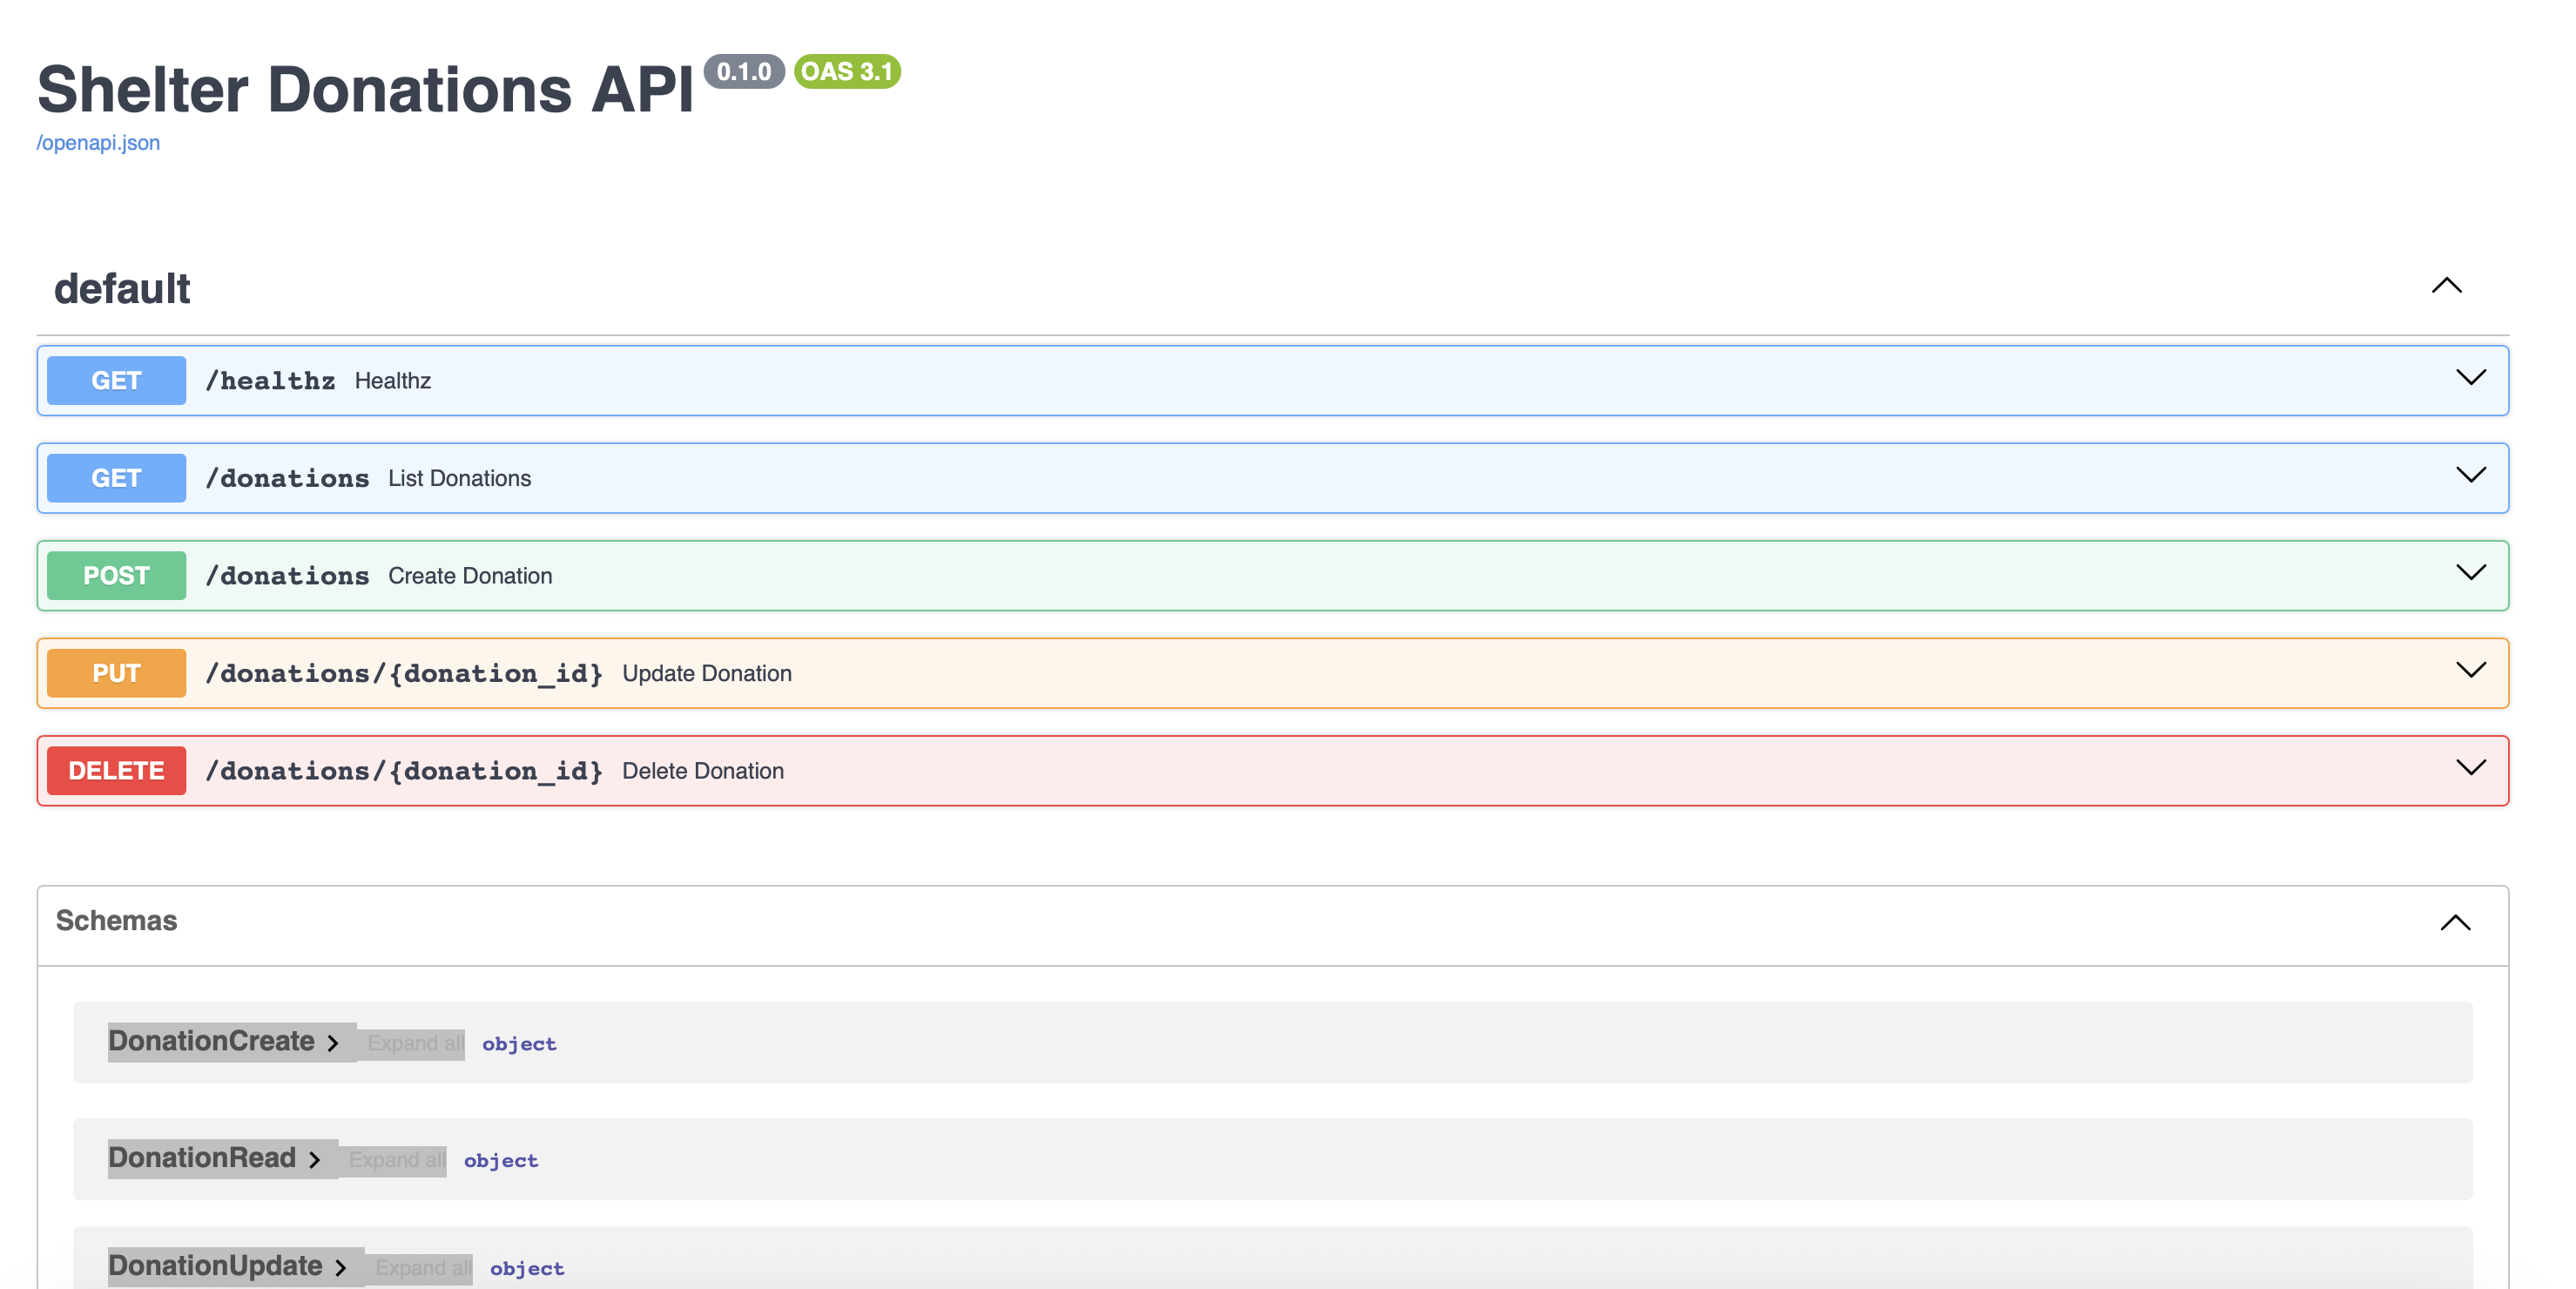 Shelter Donations API 0.1.0 OAS 3.1
/openapi.json
default
GET /healthz Healthz
GET /donations List Donations
POST /donations Create Donation
PUT /donations/{donation_id} Update Donation
DELETE /donations/{donation_id} Delete Donation
Schemas
DonationCreate Expand all object
DonationRead Expand all object
DonationUpdate Expand all object